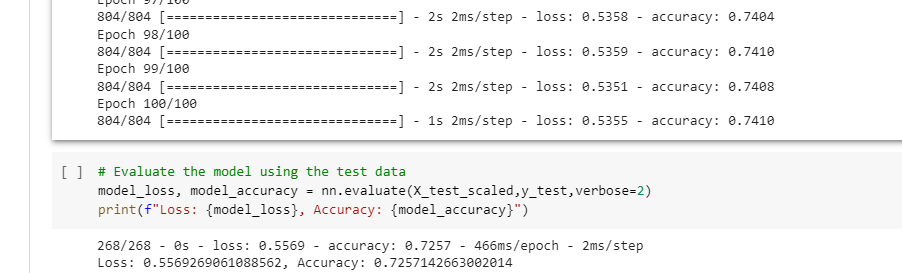 804/804 [==============================] - 2s 2ms/step - loss: 0.5358 - accuracy: 0.7404
Epoch 98/100
804/804 [==============================] - 2s 2ms/step - loss: 0.5359 - accuracy: 0.7410
Epoch 99/100
804/804 [==============================] - 2s 2ms/step - loss: 0.5351 - accuracy: 0.7408
Epoch 100/100
804/804 [==============================] - 1s 2ms/step - loss: 0.5355 - accuracy: 0.7410
[ ] # Evaluate the model using the test data
model_loss, model_accuracy = nn.evaluate(X_test_scaled,y_test,verbose=2)
print(f"Loss: {model_loss}, Accuracy: {model_accuracy}")
268/268 - 0s - loss: 0.5569 - accuracy: 0.7257 - 466ms/epoch - 2ms/step
Loss: 0.5569269061088562, Accuracy: 0.7257142663002014